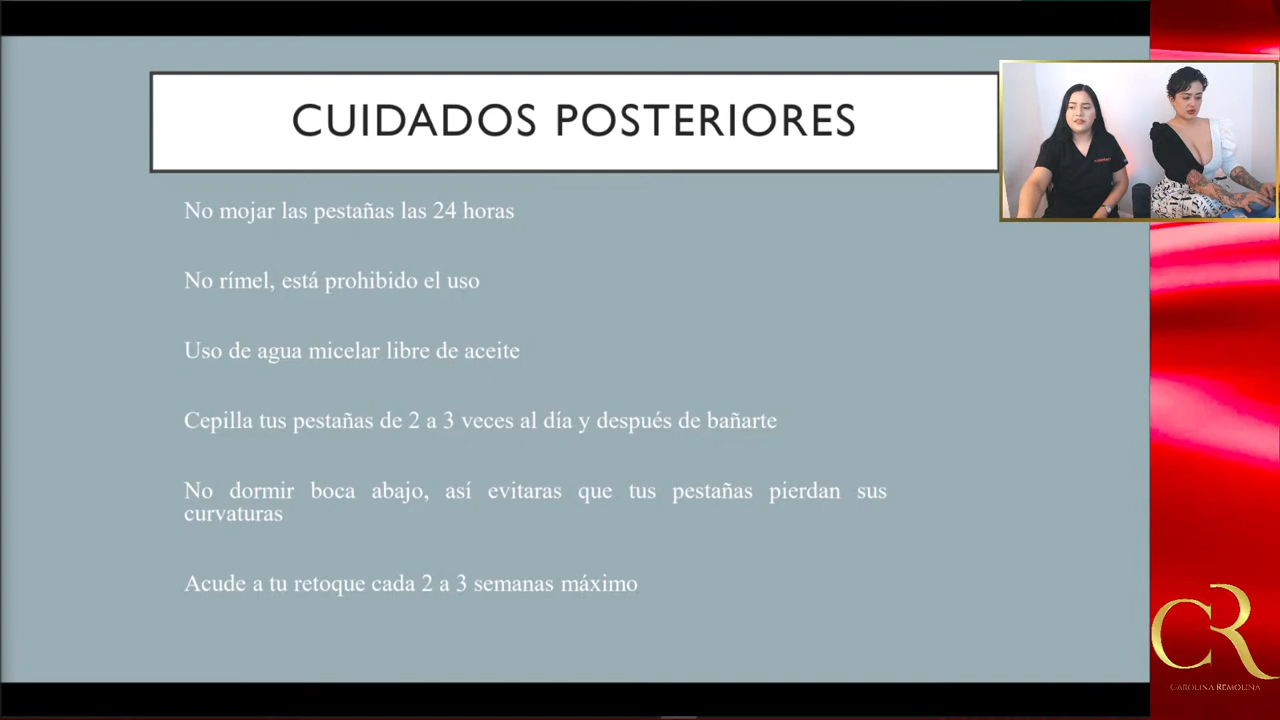 CUIDADOS POSTERIORES
No mojar las pestañas las 24 horas
No rímel, está prohibido el uso
Uso de agua micelar libre de aceite
Cepilla tus pestañas de 2 a 3 veces al día y después de bañarte
No dormir boca abajo, así evitaras que tus pestañas pierdan sus
curvaturas
Acude a tu retoque cada 2 a 3 semanas máximo
CR
CAROLINA REMOLINA